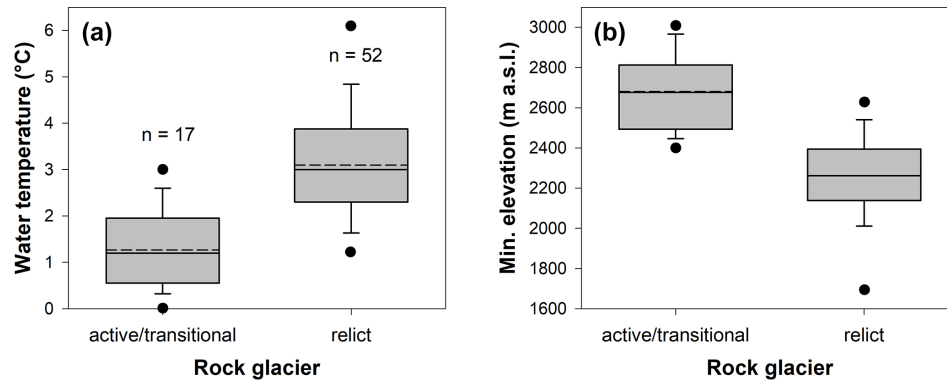 (a)
Water temperature (°C)
6
5
4
3
2
1
0
n = 17
n = 52
active/transitional
relict
Rock glacier
(b)
Min. elevation (m a.s.l.)
3000
2800
2600
2400
2200
2000
1800
1600
active/transitional
relict
Rock glacier